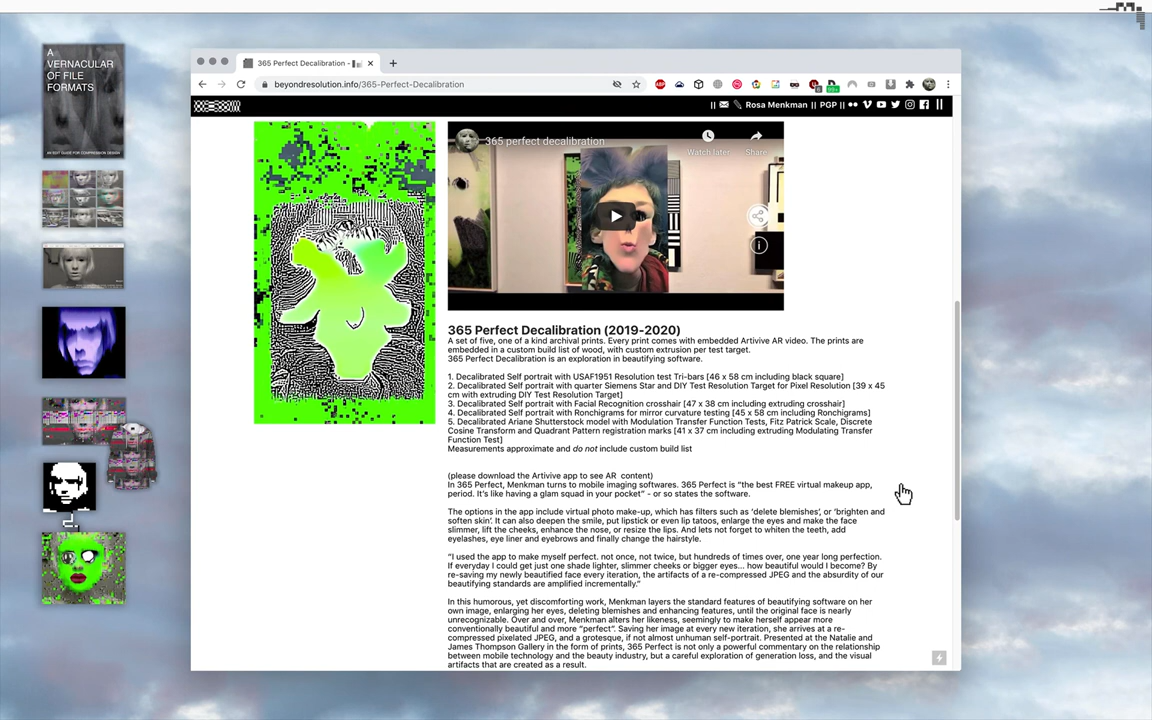 A
VERNACULAR
OF FILE
FORMATS
365 Perfect Decalibration -
beyondresolution.info/365-Perfect-Decalibration
|| Rosa Menkman || PGP ||
365 perfect decalibration
Watch later
Share
365 Perfect Decalibration (2019-2020)
A set of five, one of a kind archival prints. Every print comes with embedded Artivive AR video. The prints are
embedded in a custom build list of wood, with custom extrusion per test target.
365 Perfect Decalibration is an exploration in beautifying software.
1. Decalibrated Self portrait with USAF1951 Resolution test Tri-bars [46 x 58 cm including black square]
2. Decalibrated Self portrait with quarter Siemens Star and DIY Test Resolution Target for Pixel Resolution [39 x 45
cm with extruding DIY Test Resolution Target]
3. Decalibrated Self portrait with Facial Recognition crosshair [47 x 38 cm including extruding crosshair]
4. Decalibrated Self portrait with Ronchigrams for mirror curvature testing [45 x 58 cm including Ronchigrams]
5. Decalibrated Ariane Shutterstock model with Modulation Transfer Function Tests, Fitz Patrick Scale, Discrete
Cosine Transform and Quadrant Pattern registration marks [41 x 37 cm including extruding Modulating Transfer
Function Test]
Measurements approximate and do not include custom build list
(please download the Artivive app to see AR content)
In 365 Perfect, Menkman turns to mobile imaging softwares. 365 Perfect is “the best FREE virtual makeup app,
period. It’s like having a glam squad in your pocket” - or so states the software.
The options in the app include virtual photo make-up, which has filters such as ‘delete blemishes’, or ‘brighten and
soften skin’. It can also deepen the smile, put lipstick or even lip tatoos, enlarge the eyes and make the face
slimmer, lift the cheeks, enhance the nose, or resize the lips. And lets not forget to whiten the teeth, add
eyelashes, eye liner and eyebrows and finally change the hairstyle.
“I used the app to make myself perfect. not once, not twice, but hundreds of times over, one year long perfection.
If everyday I could get just one shade lighter, slimmer cheeks or bigger eyes... how beautiful would I become? By
re-saving my newly beautified face every iteration, the artifacts of a re-compressed JPEG and the absurdity of our
beautifying standards are amplified incrementally.”
In this humorous, yet discomforting work, Menkman layers the standard features of beautifying software on her
own image, enlarging her eyes, deleting blemishes and enhancing features, until the original face is nearly
unrecognizable. Over and over, Menkman alters her likeness, seemingly to make herself appear more
conventionally beautiful and more “perfect”. Saving her image at every new iteration, she arrives at a re-
compressed pixelated JPEG, and a grotesque, if not almost unhuman self-portrait. Presented at the Natalie and
James Thompson Gallery in the form of prints, 365 Perfect is not only a powerful commentary on the relationship
between mobile technology and the beauty industry, but a careful exploration of generation loss, and the visual
artifacts that are created as a result.